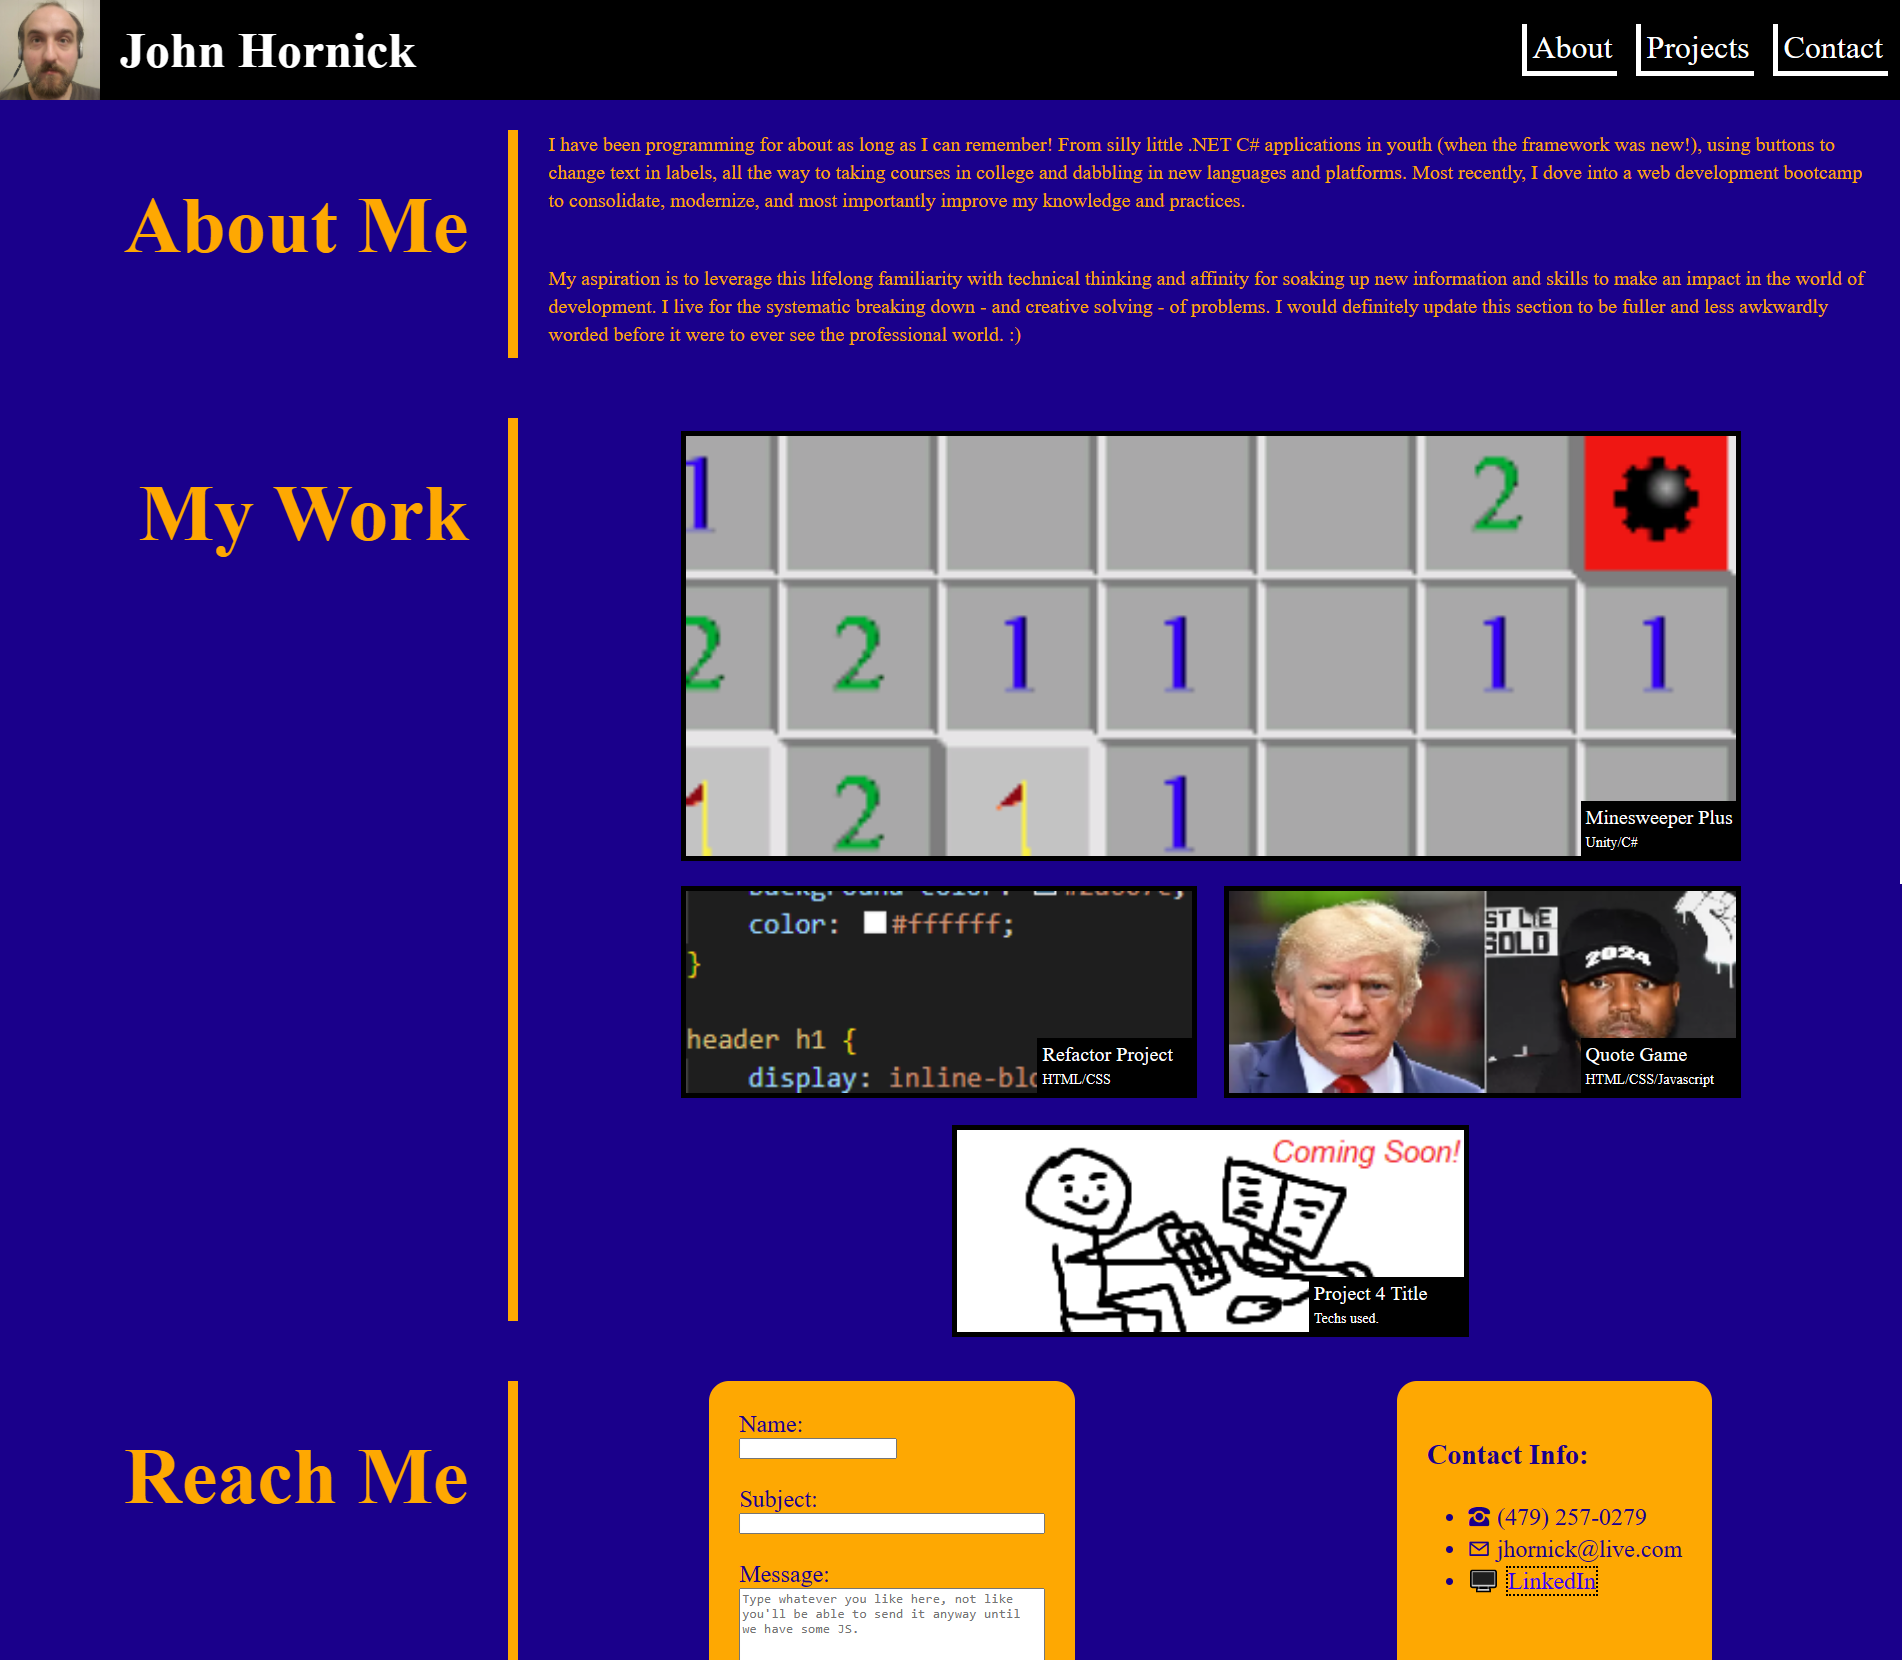 John Hornick
About
Projects
Contact
About Me
I have been programming for about as long as I can remember! From silly little .NET C# applications in youth (when the framework was new!), using buttons to
change text in labels, all the way to taking courses in college and dabbling in new languages and platforms. Most recently, I dove into a web development bootcamp
to consolidate, modernize, and most importantly improve my knowledge and practices.
My aspiration is to leverage this lifelong familiarity with technical thinking and affinity for soaking up new information and skills to make an impact in the world of
development. I live for the systematic breaking down - and creative solving - of problems. I would definitely update this section to be fuller and less awkwardly
worded before it were to ever see the professional world. :)
My Work
1 2
2 2 1 1 1 1
2 1
Minesweeper Plus
Unity/C#
color: #ffffff;
}
header h1 {
display: inline-blo
Refactor Project
HTML/CSS
2024
Quote Game
HTML/CSS/Javascript
Coming Soon!
Project 4 Title
Techs used.
Reach Me
Name:
Subject:
Message:
Type whatever you like here, not like
you'll be able to send it anyway until
we have some JS.
Contact Info:
• (479) 257-0279
• jhornick@live.com
• LinkedIn